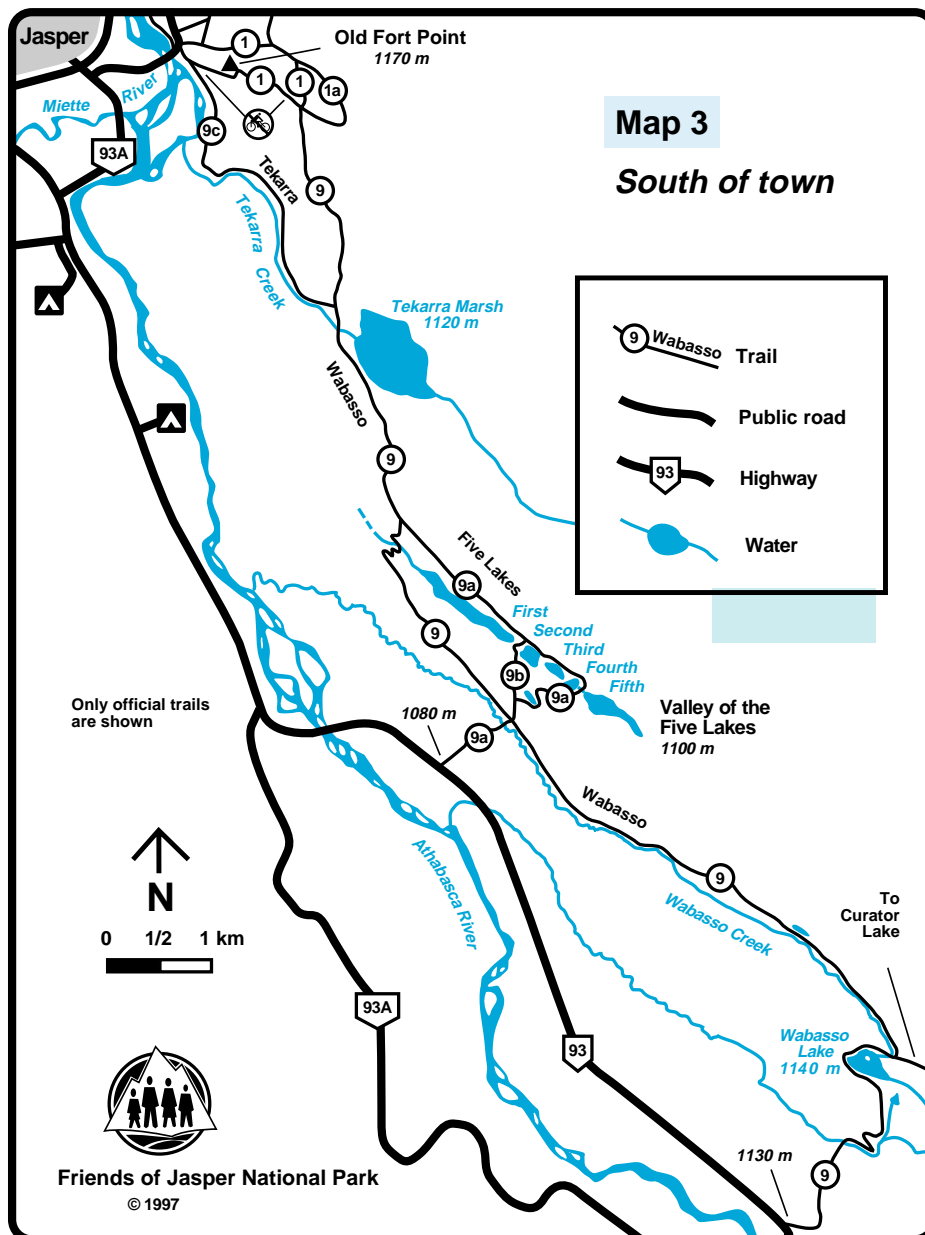 Jasper
1
Old Fort Point
1170 m
1
1
1a
Miette River
9c
93A
Map 3
South of town
Tekarra
9
Tekarra Creek
Tekarra Marsh
1120 m
9 Wabasso Trail
Public road
93 Highway
Water
Wabasso
9
Five Lakes
9a
First
Second
Third
Fourth
Fifth
9
9b
9a
Valley of the
Five Lakes
1100 m
Only official trails
are shown
1080 m
9a
Wabasso
Athabasca River
N
0 1/2 1 km
9
Wabasso Creek
To
Curator
Lake
93A
93
Wabasso
Lake
1140 m
1130 m
9
Friends of Jasper National Park
© 1997